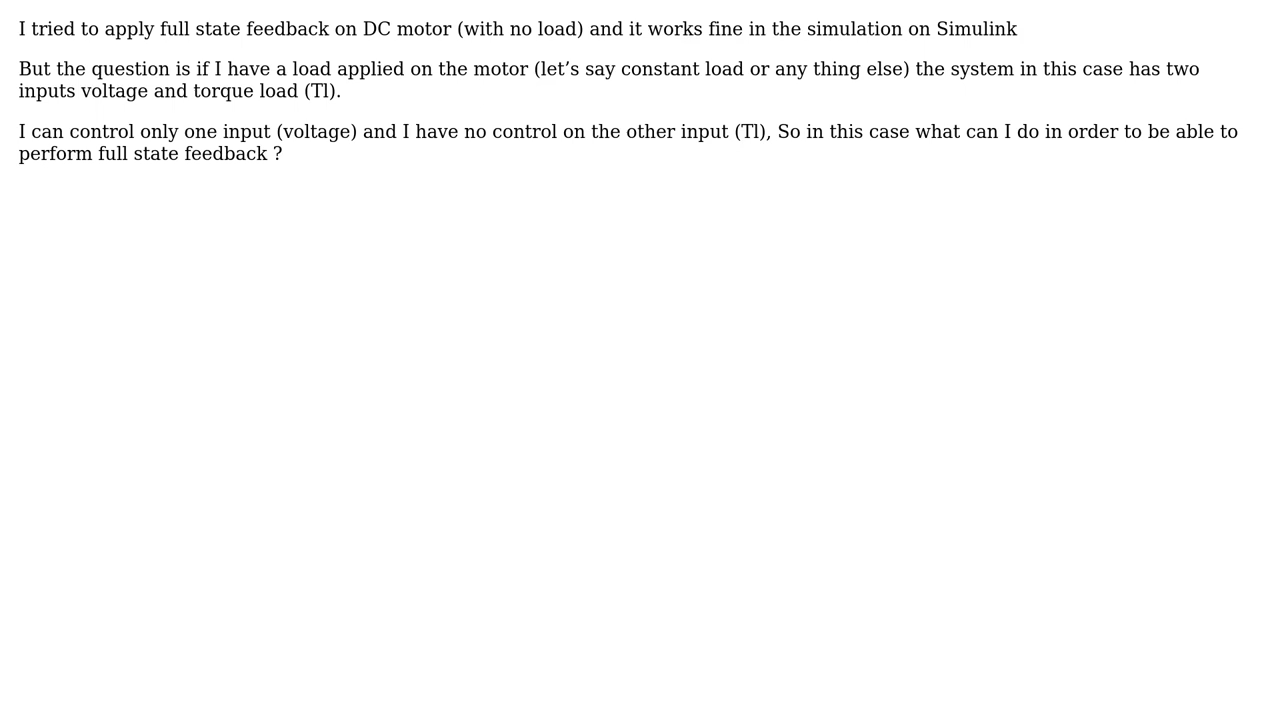 I tried to apply full state feedback on DC motor (with no load) and it works fine in the simulation on Simulink
But the question is if I have a load applied on the motor (let’s say constant load or any thing else) the system in this case has two
inputs voltage and torque load (Tl).
I can control only one input (voltage) and I have no control on the other input (Tl), So in this case what can I do in order to be able to
perform full state feedback ?